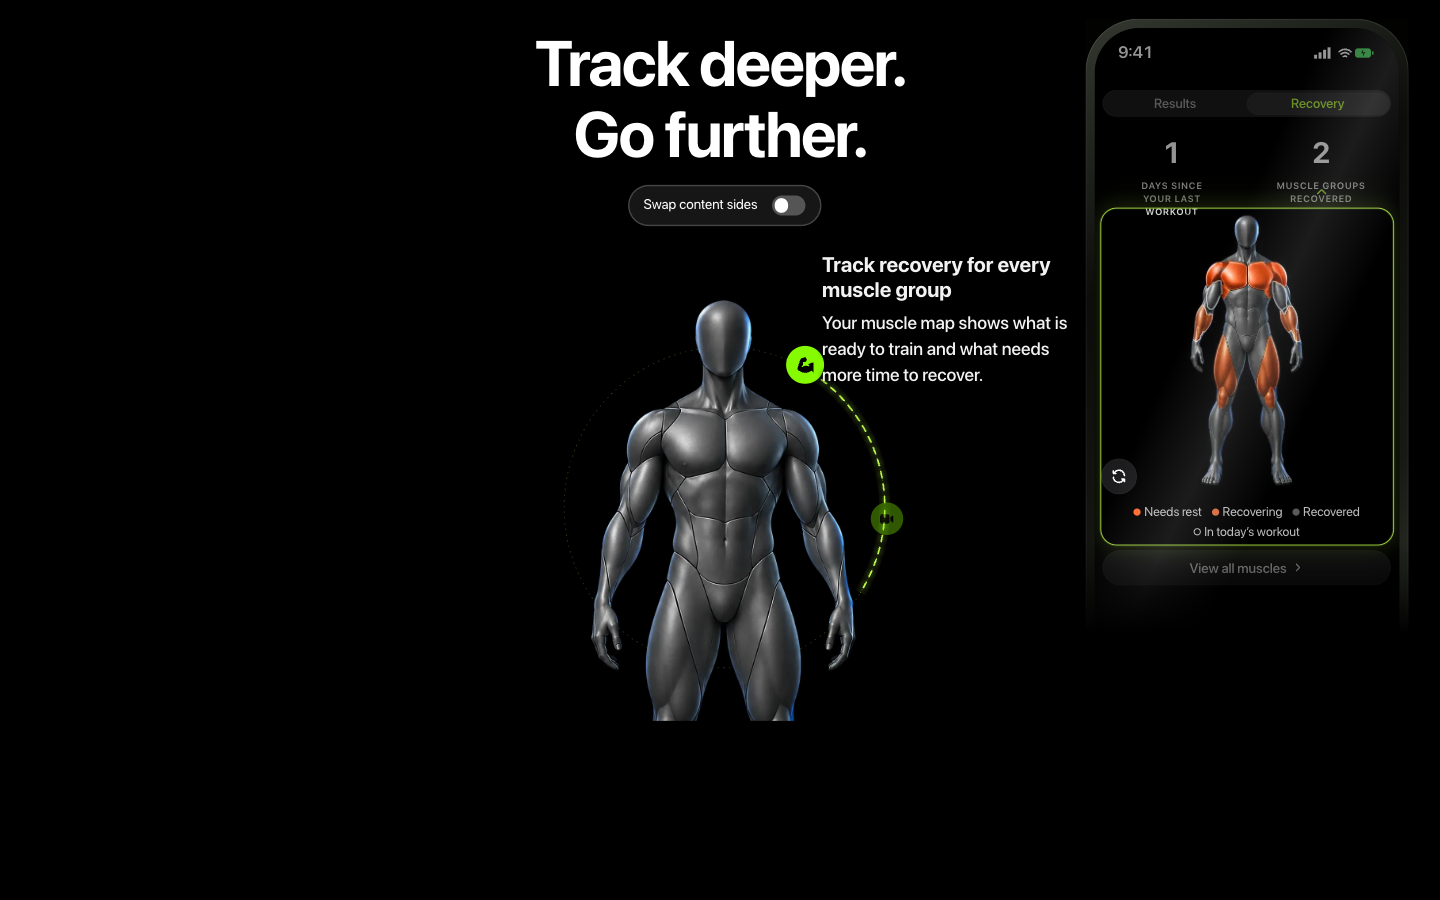 Track deeper.
Go further.
Swap content sides
Track recovery for every
muscle group
Your muscle map shows what is
ready to train and what needs
more time to recover.
9:41
Results
Recovery
1
DAYS SINCE
YOUR LAST
WORKOUT
2
MUSCLE GROUPS
RECOVERED
Needs rest
Recovering
Recovered
In today's workout
View all muscles